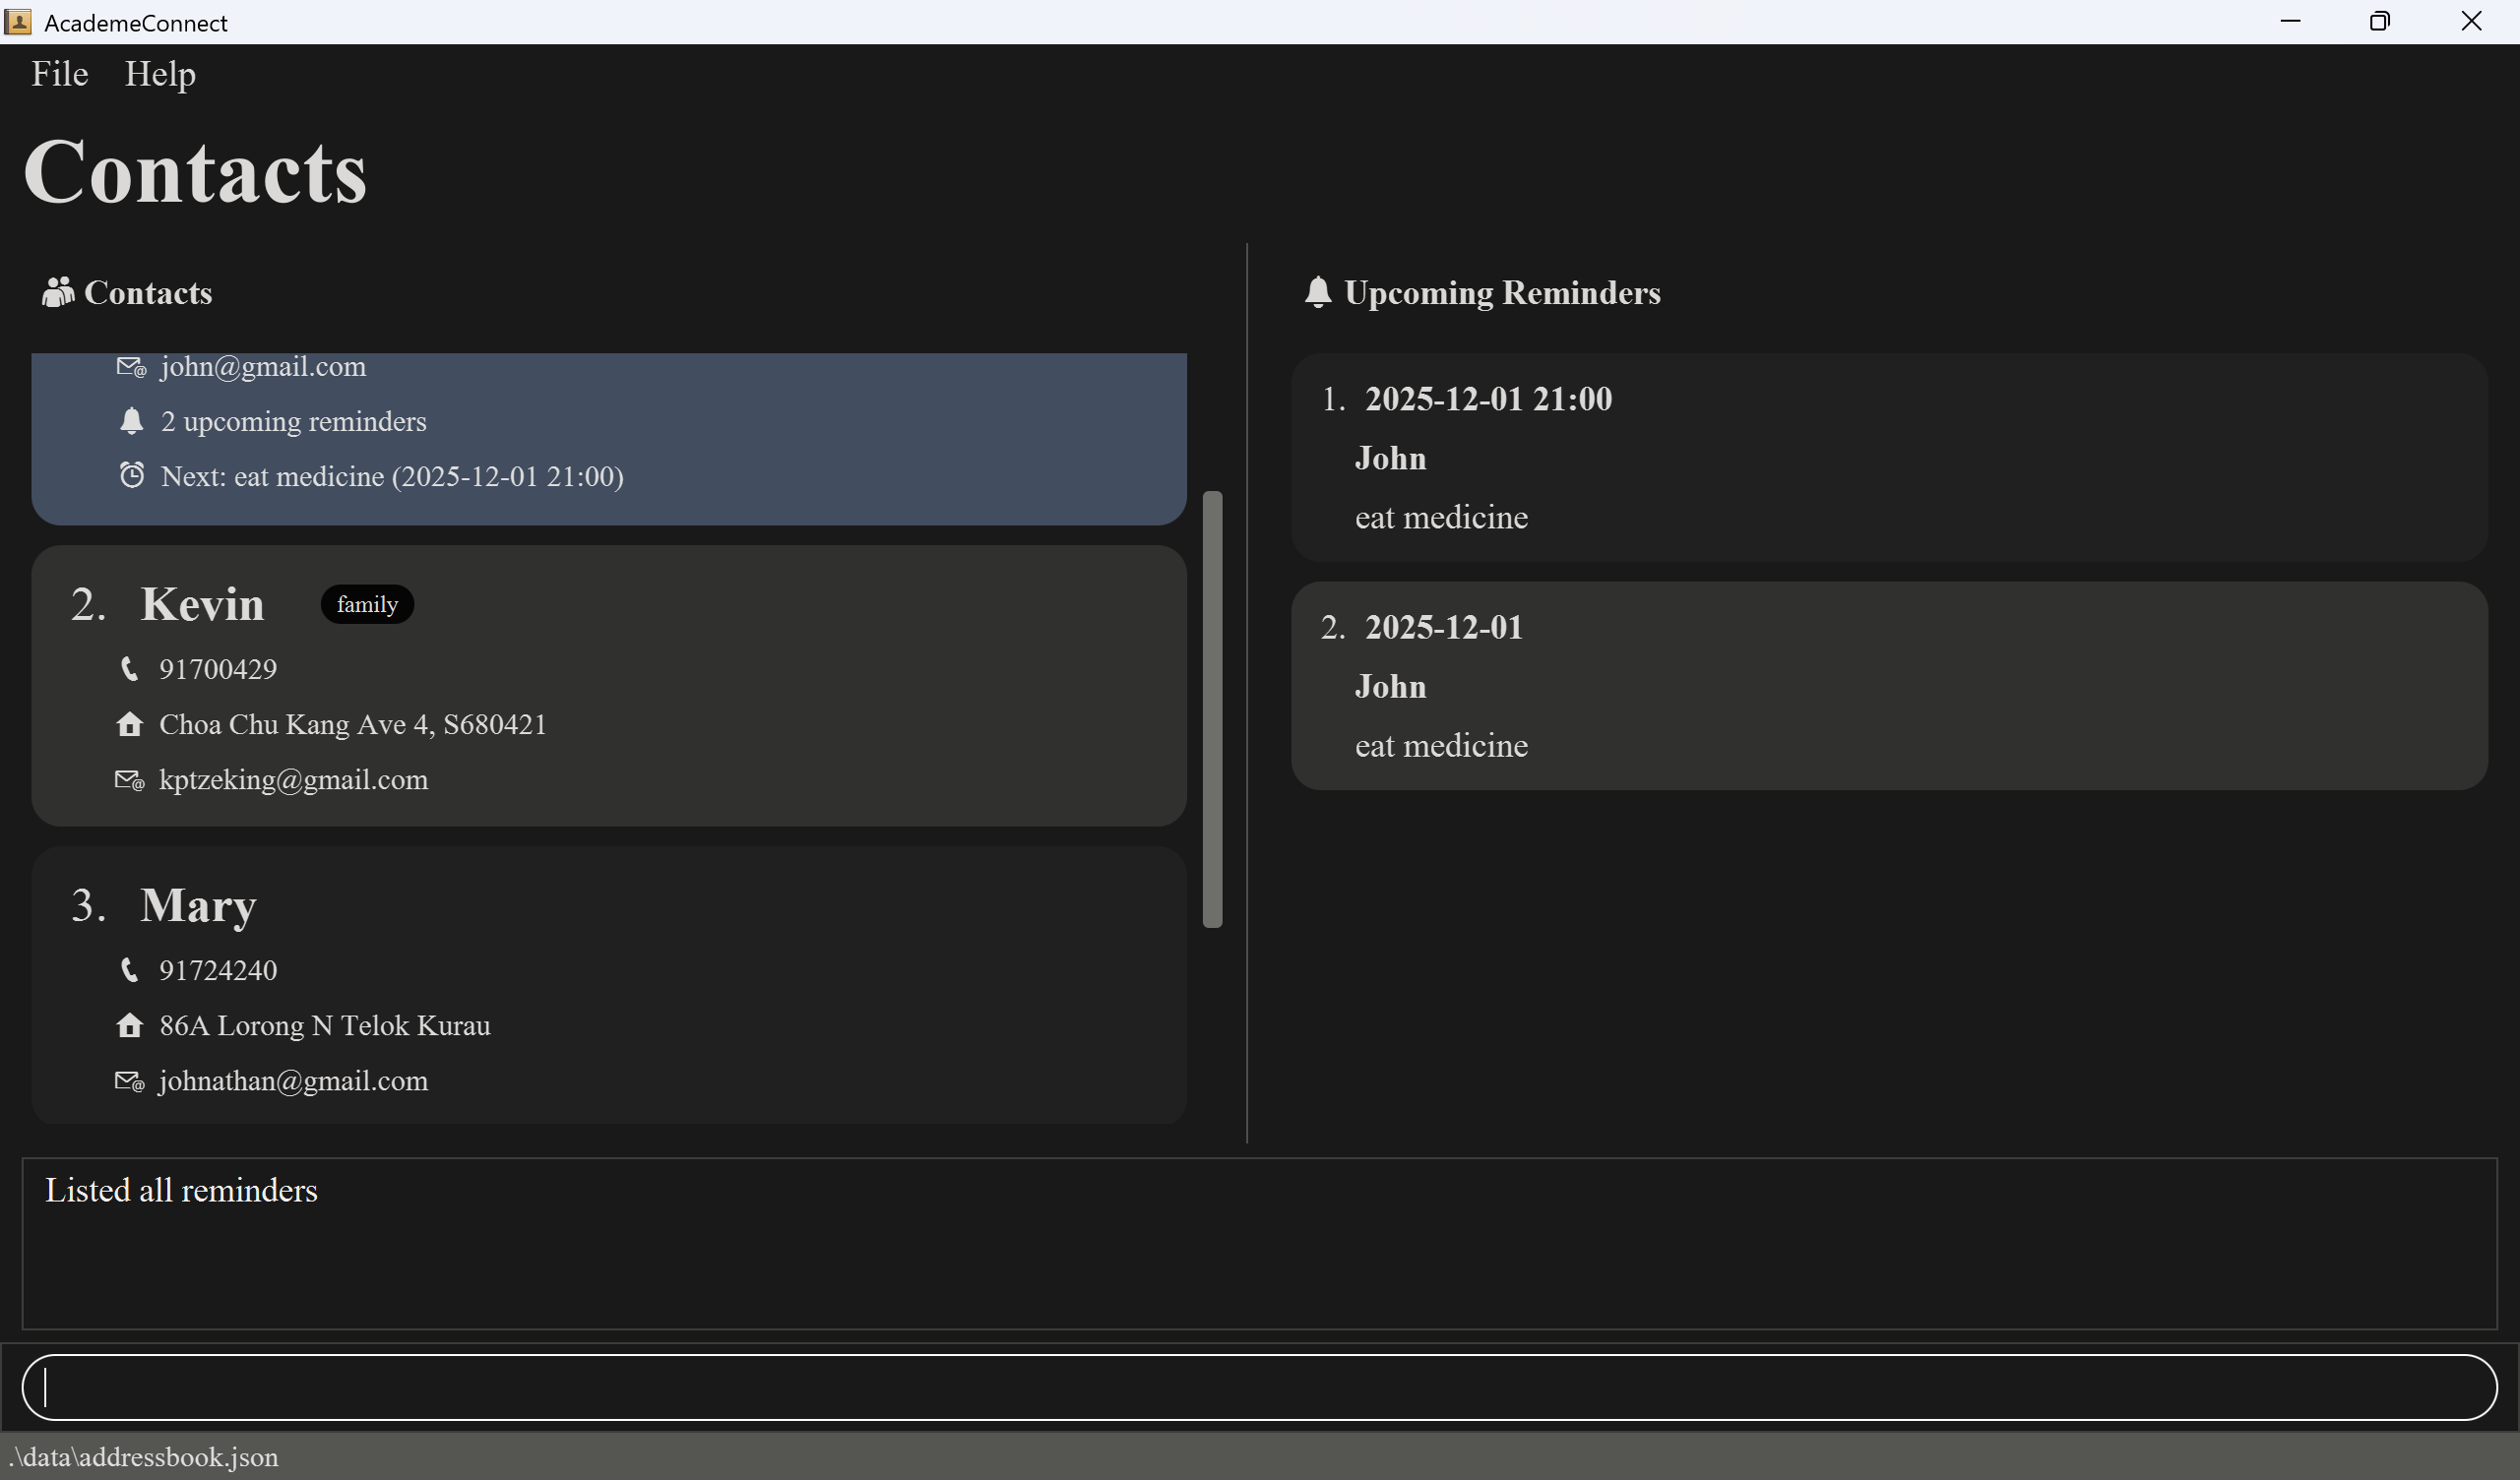 AcademeConnect
File Help
Contacts
Contacts
john@gmail.com
2 upcoming reminders
Next: eat medicine (2025-12-01 21:00)
2. Kevin family
91700429
Choa Chu Kang Ave 4, S680421
kptzeking@gmail.com
3. Mary
91724240
86A Lorong N Telok Kurau
johnathan@gmail.com
Upcoming Reminders
1. 2025-12-01 21:00
John
eat medicine
2. 2025-12-01
John
eat medicine
Listed all reminders
.\data\addressbook.json